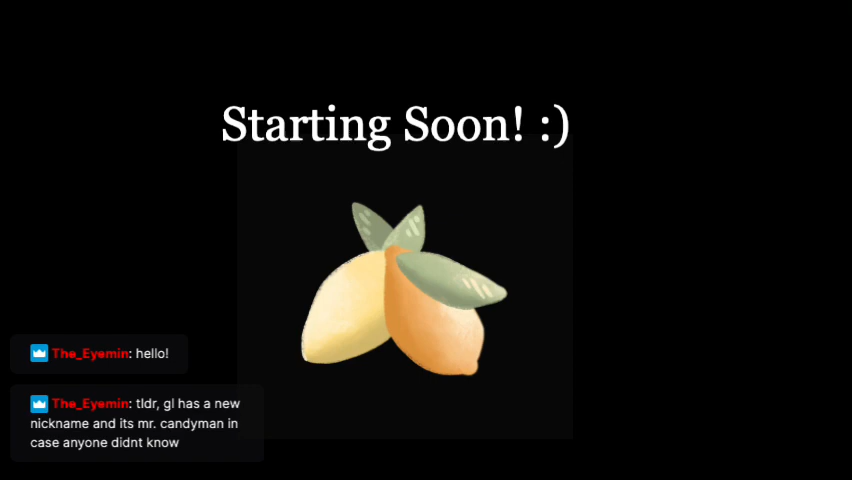 Starting Soon! :)
The_Eyemin: hello!
The_Eyemin: tldr, gl has a new
nickname and its mr. candyman in
case anyone didnt know